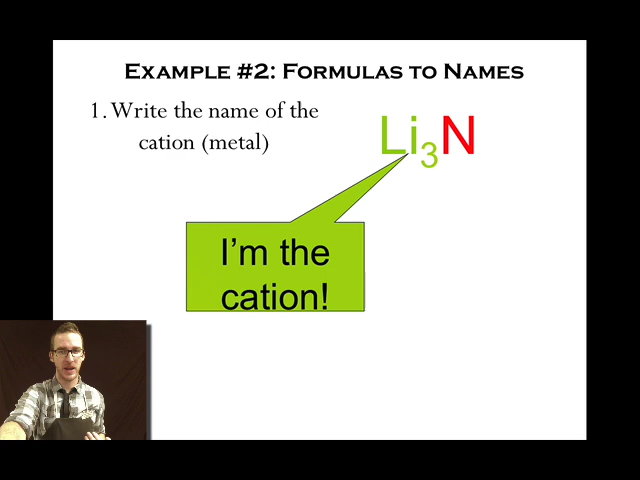 EXAMPLE #2: FORMULAS TO NAMES
1. Write the name of the
cation (metal)
Li₃N
I'm the
cation!